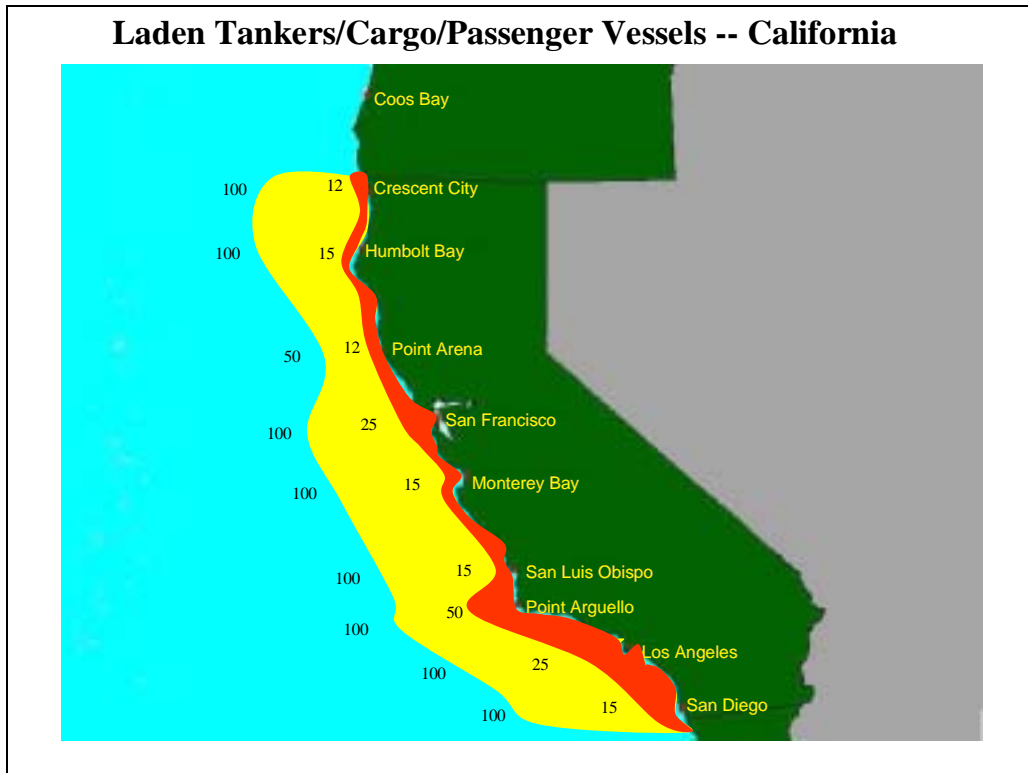 Laden Tankers/Cargo/Passenger Vessels -- California
Coos Bay
100
12
Crescent City
100
15
Humbolt Bay
50
12
Point Arena
100
25
San Francisco
100
15
Monterey Bay
100
15
San Luis Obispo
100
50
Point Arguello
100
25
Los Angeles
100
15
San Diego